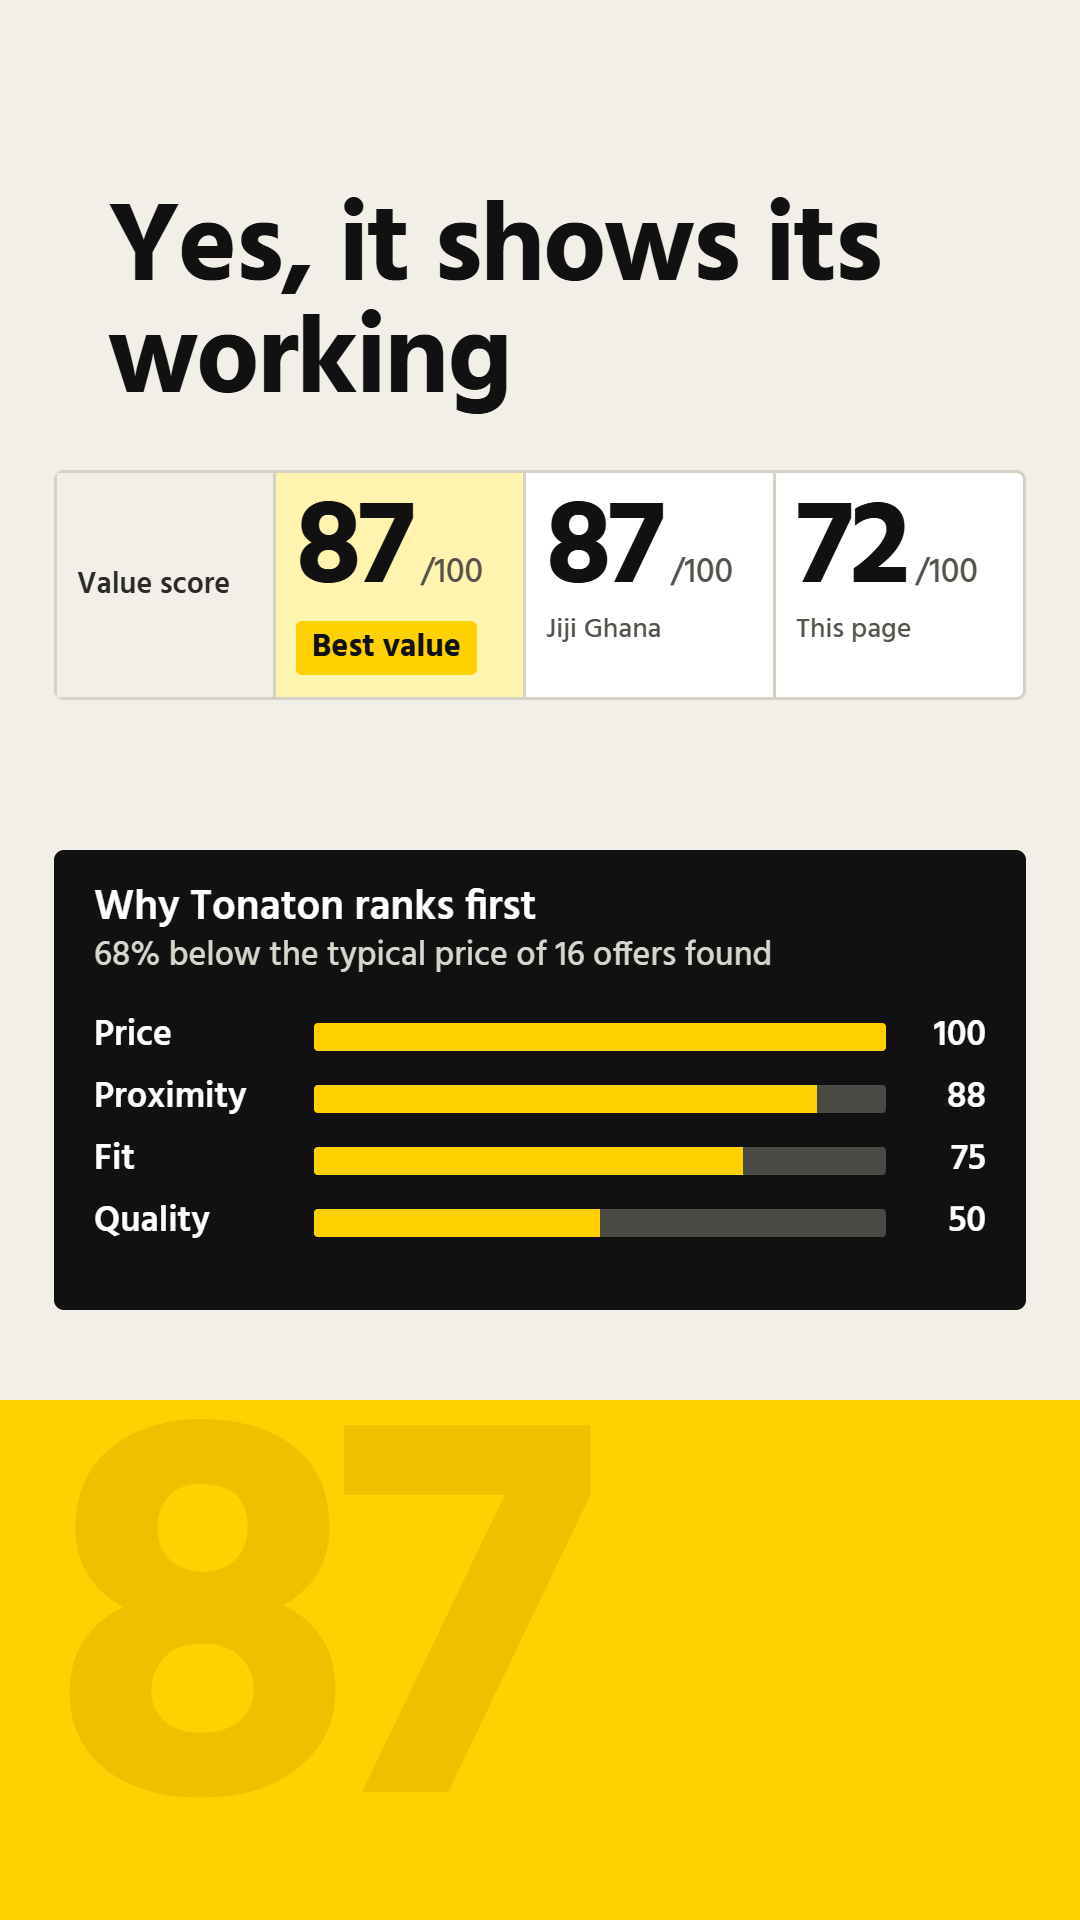 Yes, it shows its
working
Value score
87 /100
Best value
87 /100
Jiji Ghana
72 /100
This page
Why Tonaton ranks first
68% below the typical price of 16 offers found
Price 100
Proximity 88
Fit 75
Quality 50
87